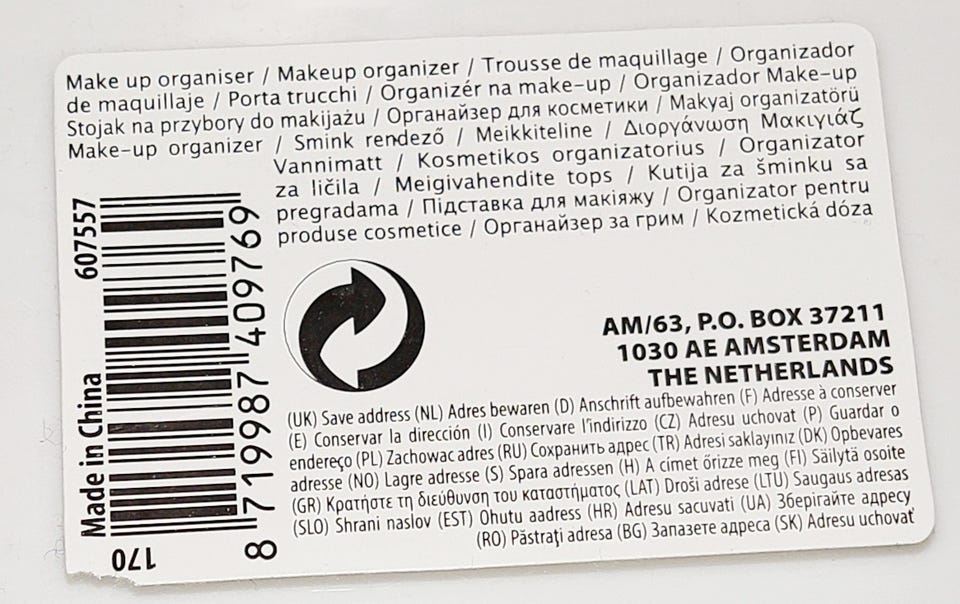 Make up organiser / Makeup organizer / Trousse de maquillage / Organizador
de maquillaje / Porta trucchi / Organizér na make-up / Organizador Make-up
Stojak na przybory do makijażu / Органайзер для косметики / Makyaj organizatörü
Make-up organizer / Smink rendező / Meikkiteline / Διοργάνωση Μακιγιάζ
Vannimatt / Kosmetikos organizatorius / Organizator
za ličila / Meigivahendite tops / Kutija za šminku sa
pregradama / Підставка для макіяжу / Organizator pentru
produse cosmetice / Органайзер за грим / Kozmetická dóza
607557
Made in China
170
8 719987 409769
AM/63, P.O. BOX 37211
1030 AE AMSTERDAM
THE NETHERLANDS
(UK) Save address (NL) Adres bewaren (D) Anschrift aufbewahren (F) Adresse à conserver
(E) Conservar la dirección (I) Conservare l'indirizzo (CZ) Adresu uchovat (P) Guardar o
endereço (PL) Zachowac adres (RU) Сохранить адрес (TR) Adresi saklayınız (DK) Opbevares
adresse (NO) Lagre adresse (S) Spara adressen (H) A címet őrizze meg (FI) Säilytä osoite
(GR) Κρατήστε τη διεύθυνση του καταστήματος (LAT) Droši adrese (LTU) Saugaus adresas
(SLO) Shrani naslov (EST) Ohutu aadress (HR) Adresu sacuvati (UA) Зберігайте адресу
(RO) Păstraţi adresa (BG) Запазете адреса (SK) Adresu uchovať